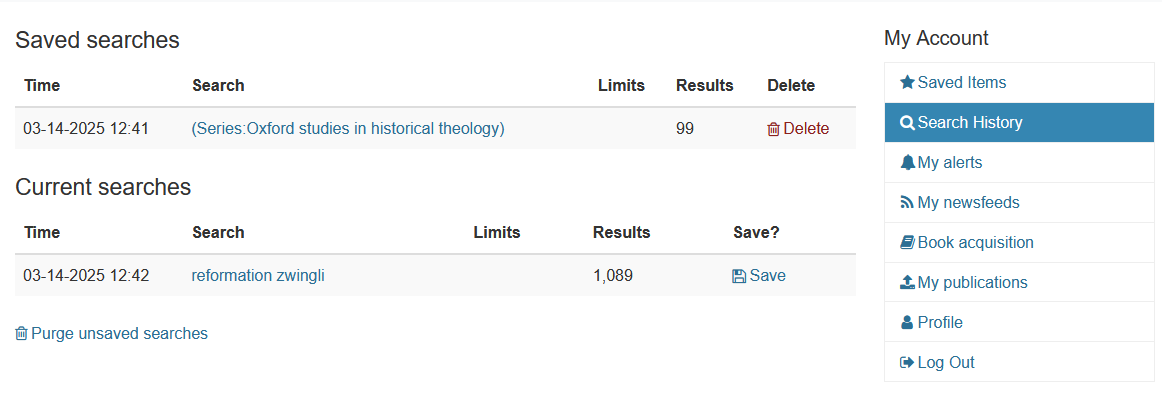 Saved searches
Time Search Limits Results Delete
03-14-2025 12:41 (Series:Oxford studies in historical theology) 99 Delete
Current searches
Time Search Limits Results Save?
03-14-2025 12:42 reformation zwingli 1,089 Save
Purge unsaved searches
My Account
Saved Items
Search History
My alerts
My newsfeeds
Book acquisition
My publications
Profile
Log Out